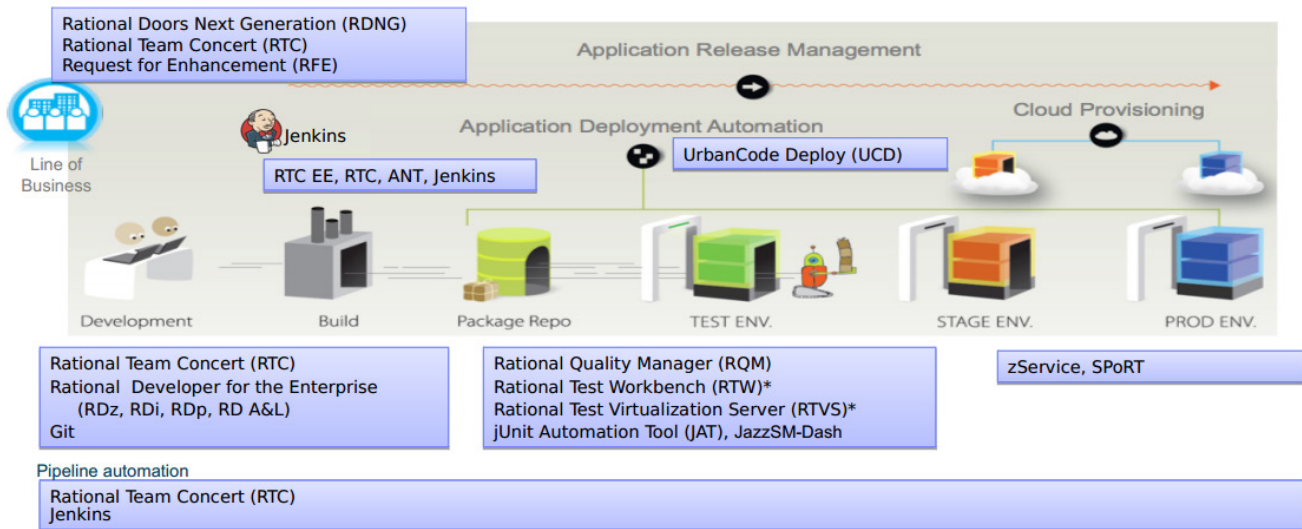 Rational Doors Next Generation (RDNG)
Rational Team Concert (RTC)
Request for Enhancement (RFE)
Application Release Management
Cloud Provisioning
Line of
Business
Jenkins
Application Deployment Automation
UrbanCode Deploy (UCD)
RTC EE, RTC, ANT, Jenkins
Development
Build
Package Repo
TEST ENV.
STAGE ENV.
PROD ENV.
Rational Team Concert (RTC)
Rational Developer for the Enterprise
(RDz, RDi, RDp, RD A&L)
Git
Rational Quality Manager (RQM)
Rational Test Workbench (RTW)*
Rational Test Virtualization Server (RTVS)*
jUnit Automation Tool (JAT), JazzSM-Dash
zService, SPoRT
Pipeline automation
Rational Team Concert (RTC)
Jenkins